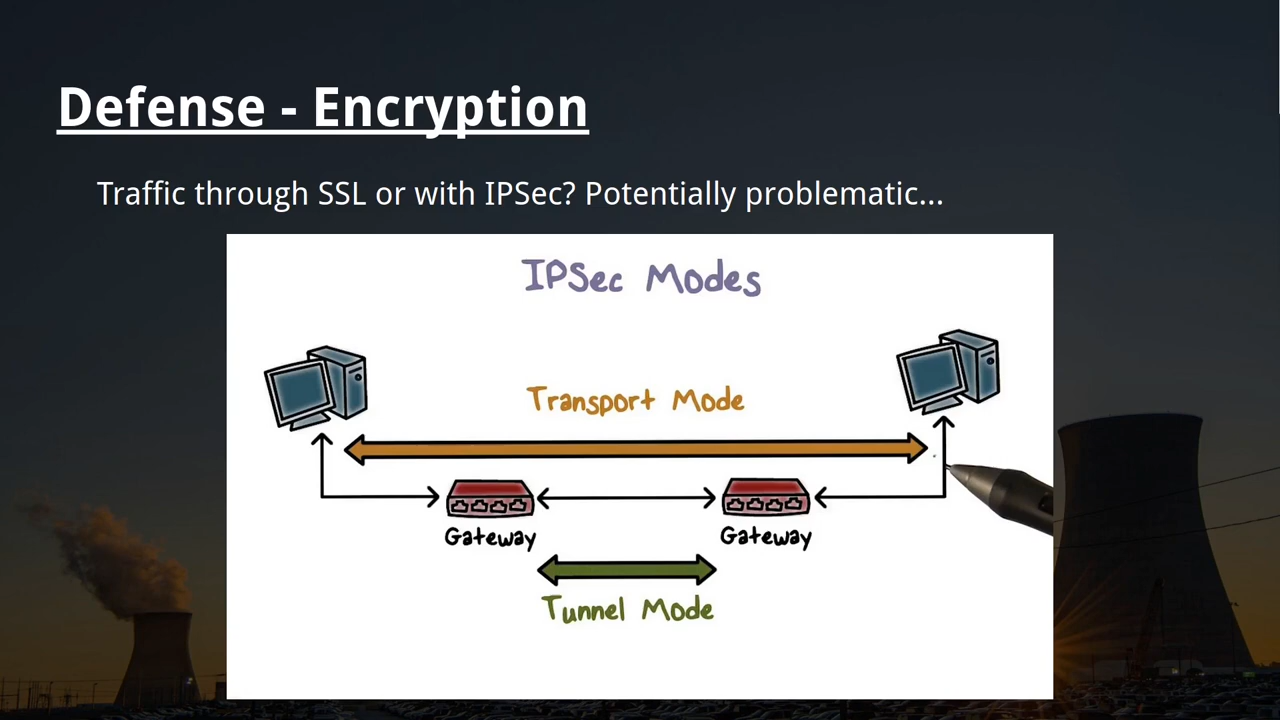 Defense - Encryption
Traffic through SSL or with IPSec? Potentially problematic...
IPSec Modes
Transport Mode
Gateway
Gateway
Tunnel Mode